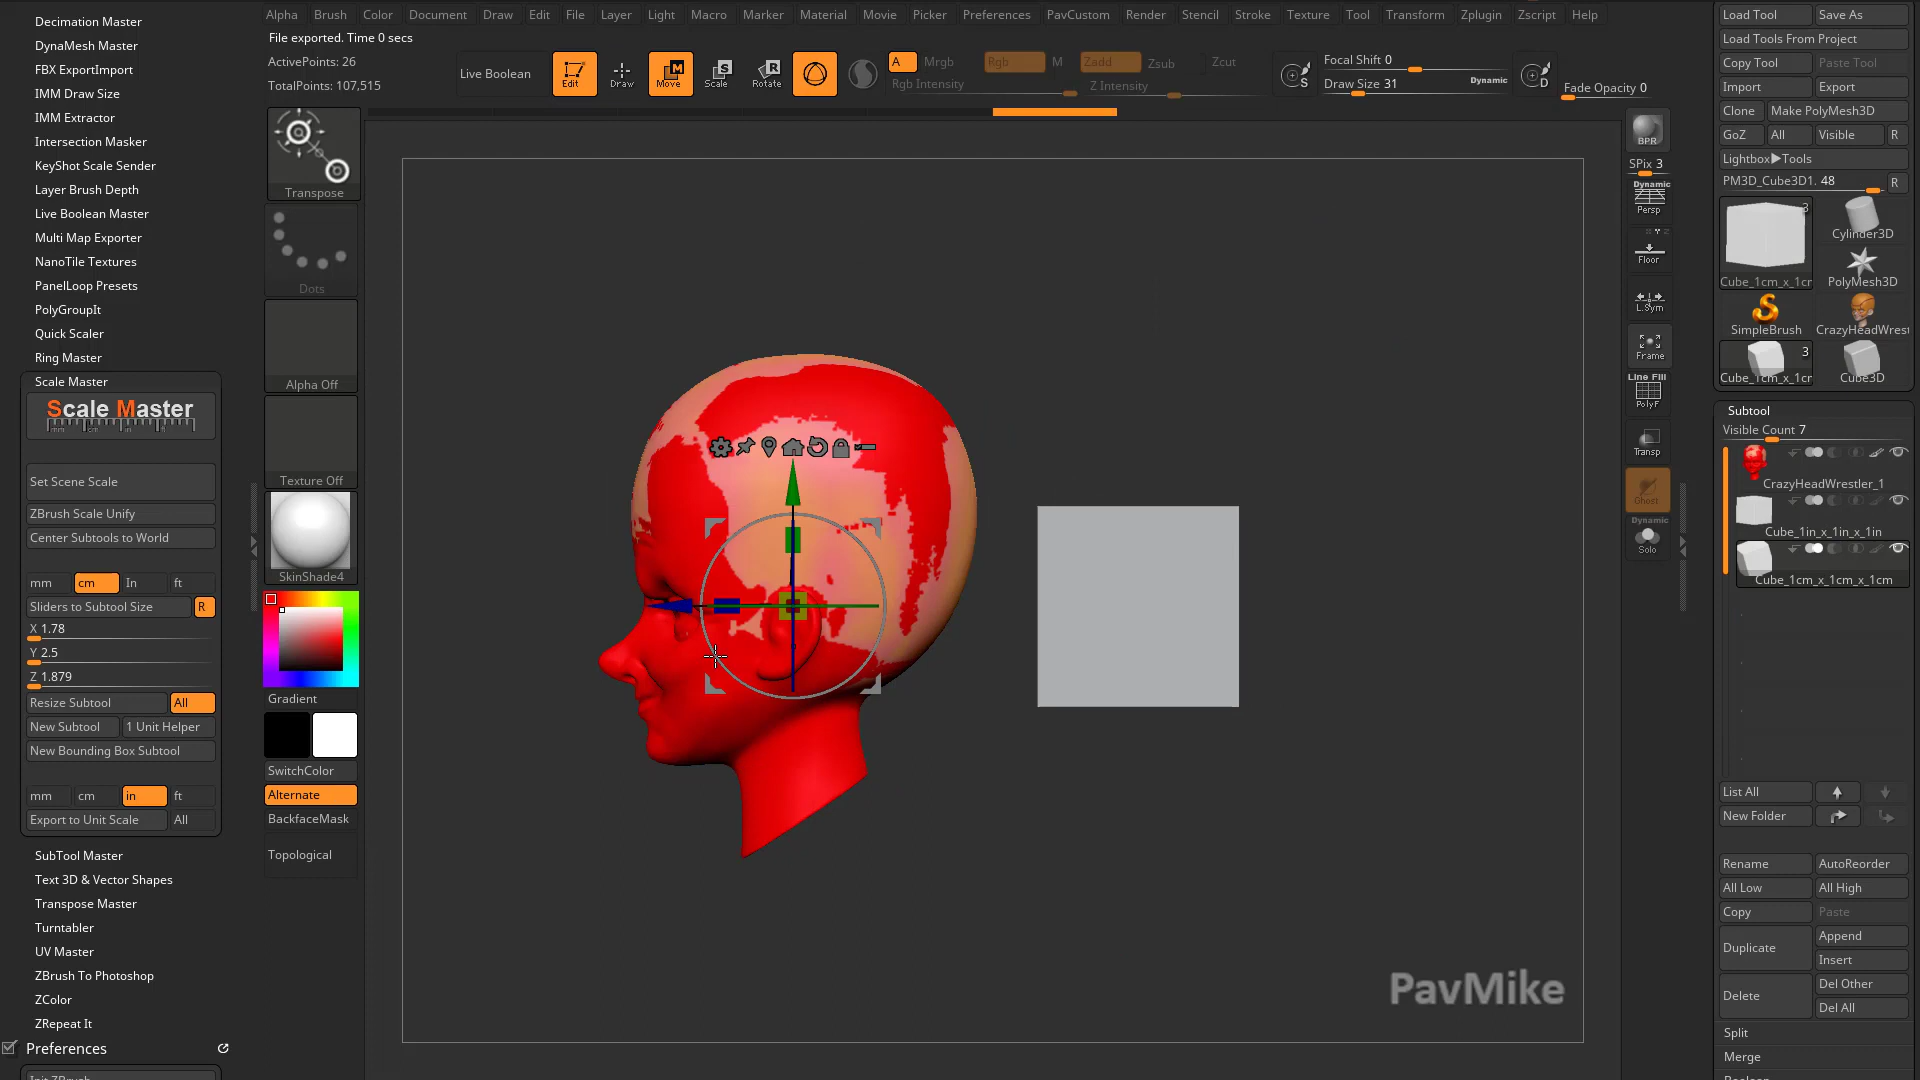 Alpha Brush Color Document Draw Edit File Layer Light Macro Marker Material Movie Picker Preferences PavCustom Render Stencil Stroke Texture Tool Transform Zplugin Zscript Help
File exported. Time 0 secs
ActivePoints: 26
TotalPoints: 107,515
Live Boolean
Edit
Draw
M
Move
S
Scale
R
Rotate
A Mrgb
Rgb M
Zadd Zsub Zcut
Rgb Intensity
Z Intensity
S
Focal Shift 0
Draw Size 31
Dynamic
D
Fade Opacity 0
Decimation Master
DynaMesh Master
FBX ExportImport
IMM Draw Size
IMM Extractor
Intersection Masker
KeyShot Scale Sender
Layer Brush Depth
Live Boolean Master
Multi Map Exporter
NanoTile Textures
PanelLoop Presets
PolyGroupIt
Quick Scaler
Ring Master
Scale Master
Scale Master
mm cm in ft
Set Scene Scale
ZBrush Scale Unify
Center Subtools to World
mm cm In ft
Sliders to Subtool Size R
X 1.78
Y 2.5
Z 1.879
Resize Subtool All
New Subtool 1 Unit Helper
New Bounding Box Subtool
mm cm in ft
Export to Unit Scale All
SubTool Master
Text 3D & Vector Shapes
Transpose Master
Turntabler
UV Master
ZBrush To Photoshop
ZColor
ZRepeat It
Preferences
Init ZBrush
Transpose
Dots
Alpha Off
Texture Off
SkinShade4
Gradient
SwitchColor
Alternate
BackfaceMask
Topological
PavMike
BPR
SPix 3
Dynamic
Persp
Floor
L.Sym
Frame
Line Fill
PolyF
Transp
Ghost
Dynamic
Solo
Load Tool Save As
Load Tools From Project
Copy Tool Paste Tool
Import Export
Clone Make PolyMesh3D
GoZ All Visible R
Lightbox▶Tools
PM3D_Cube3D1. 48 R
3
Cube_1cm_x_1cr
Cylinder3D
PolyMesh3D
SimpleBrush
CrazyHeadWrest
3
Cube_1cm_x_1cr
Cube3D
Subtool
Visible Count 7
CrazyHeadWrestler_1
Cube_1in_x_1in_x_1in
Cube_1cm_x_1cm_x_1cm
List All
New Folder
Rename AutoReorder
All Low All High
Copy Paste
Duplicate Append
Insert
Delete Del Other
Del All
Split
Merge
Boolean